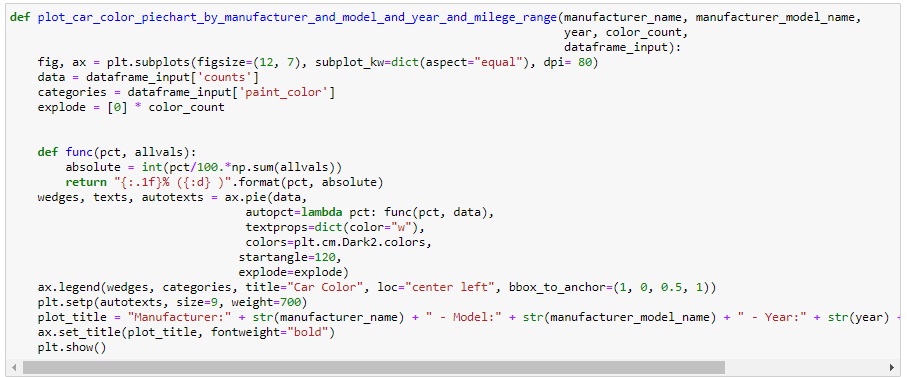 def plot_car_color_piechart_by_manufacturer_and_model_and_year_and_milege_range(manufacturer_name, manufacturer_model_name,
                                                                                year, color_count,
                                                                                dataframe_input):
    fig, ax = plt.subplots(figsize=(12, 7), subplot_kw=dict(aspect="equal"), dpi= 80)
    data = dataframe_input['counts']
    categories = dataframe_input['paint_color']
    explode = [0] * color_count
    def func(pct, allvals):
        absolute = int(pct/100.*np.sum(allvals))
        return "{:.1f}% ({:d} )".format(pct, absolute)
    wedges, texts, autotexts = ax.pie(data,
                                  autopct=lambda pct: func(pct, data),
                                  textprops=dict(color="w"),
                                  colors=plt.cm.Dark2.colors,
                                 startangle=120,
                                 explode=explode)
    ax.legend(wedges, categories, title="Car Color", loc="center left", bbox_to_anchor=(1, 0, 0.5, 1))
    plt.setp(autotexts, size=9, weight=700)
    plot_title = "Manufacturer:" + str(manufacturer_name) + " - Model:" + str(manufacturer_model_name) + " - Year:" + str(year) +
    ax.set_title(plot_title, fontweight="bold")
    plt.show()